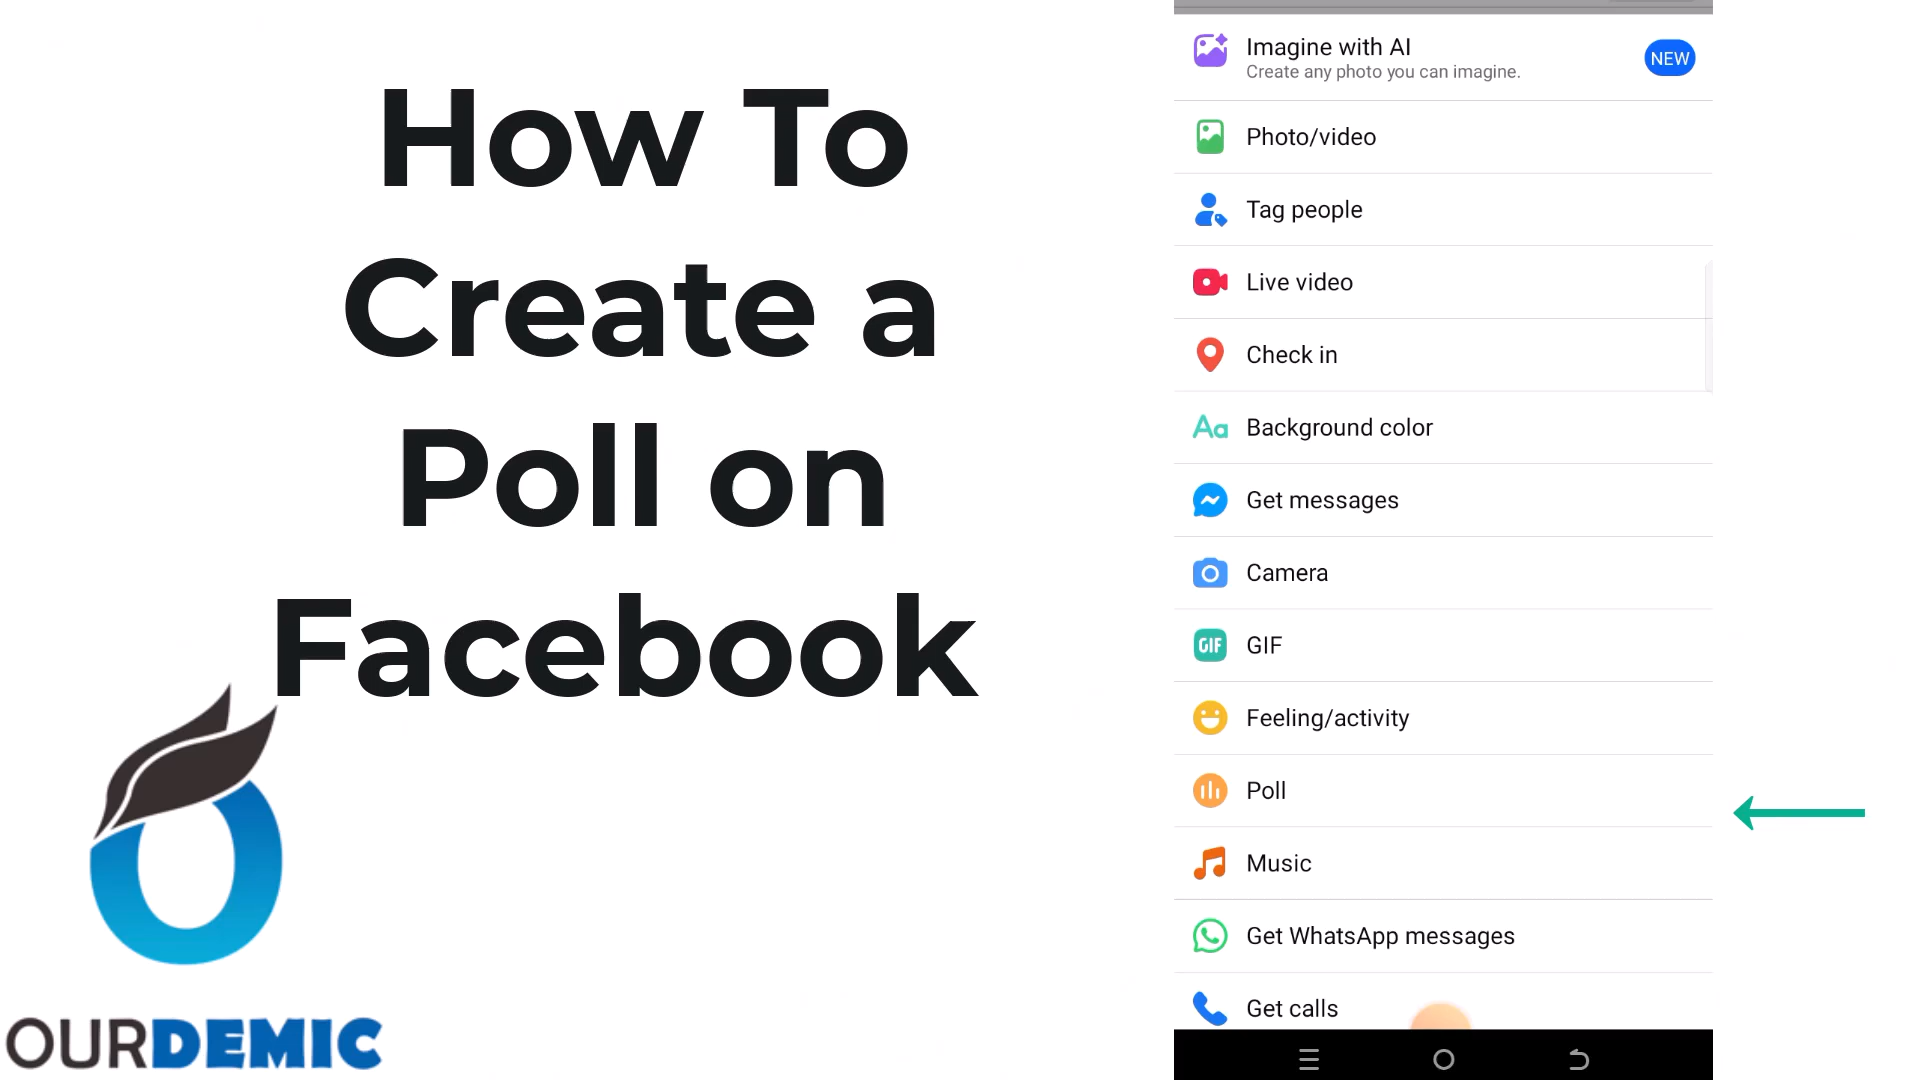 How To
Create a
Poll on
Facebook
OURDEMIC
Imagine with AI
Create any photo you can imagine.
NEW
Photo/video
Tag people
Live video
Check in
Aa
Background color
Get messages
Camera
GIF
GIF
Feeling/activity
Poll
Music
Get WhatsApp messages
Get calls